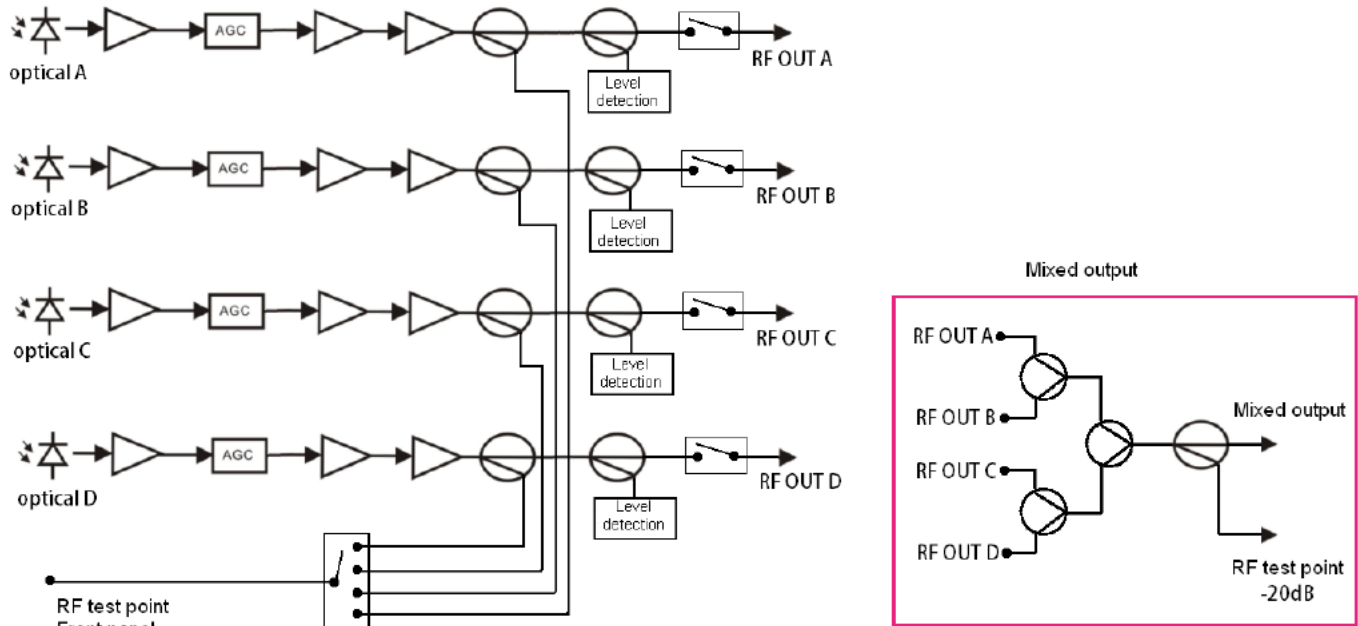 AGC
optical A
Level
detection
RF OUT A
AGC
optical B
Level
detection
RF OUT B
AGC
optical C
Level
detection
RF OUT C
AGC
optical D
Level
detection
RF OUT D
RF test point
Front panel
Mixed output
RF OUT A
RF OUT B
Mixed output
RF OUT C
RF OUT D
RF test point
-20dB